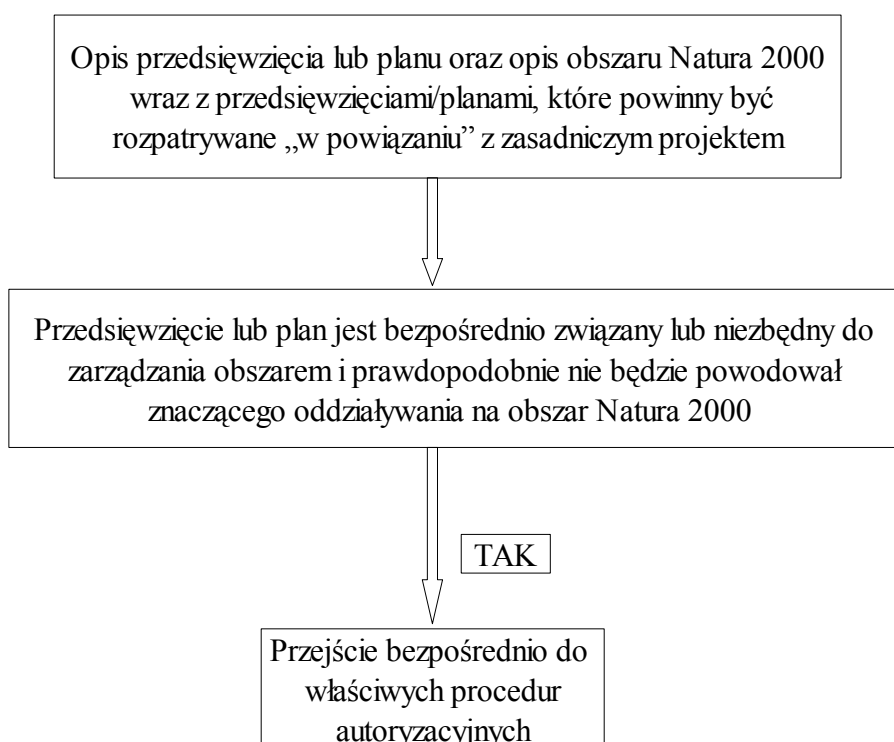 Opis przedsięwzięcia lub planu oraz opis obszaru Natura 2000
wraz z przedsięwzięciami/planami, które powinny być
rozpatrywane „w powiązaniu” z zasadniczym projektem
Przedsięwzięcie lub plan jest bezpośrednio związany lub niezbędny do
zarządzania obszarem i prawdopodobnie nie będzie powodował
znaczącego oddziaływania na obszar Natura 2000
TAK
Przejście bezpośrednio do
właściwych procedur
autoryzacyjnych